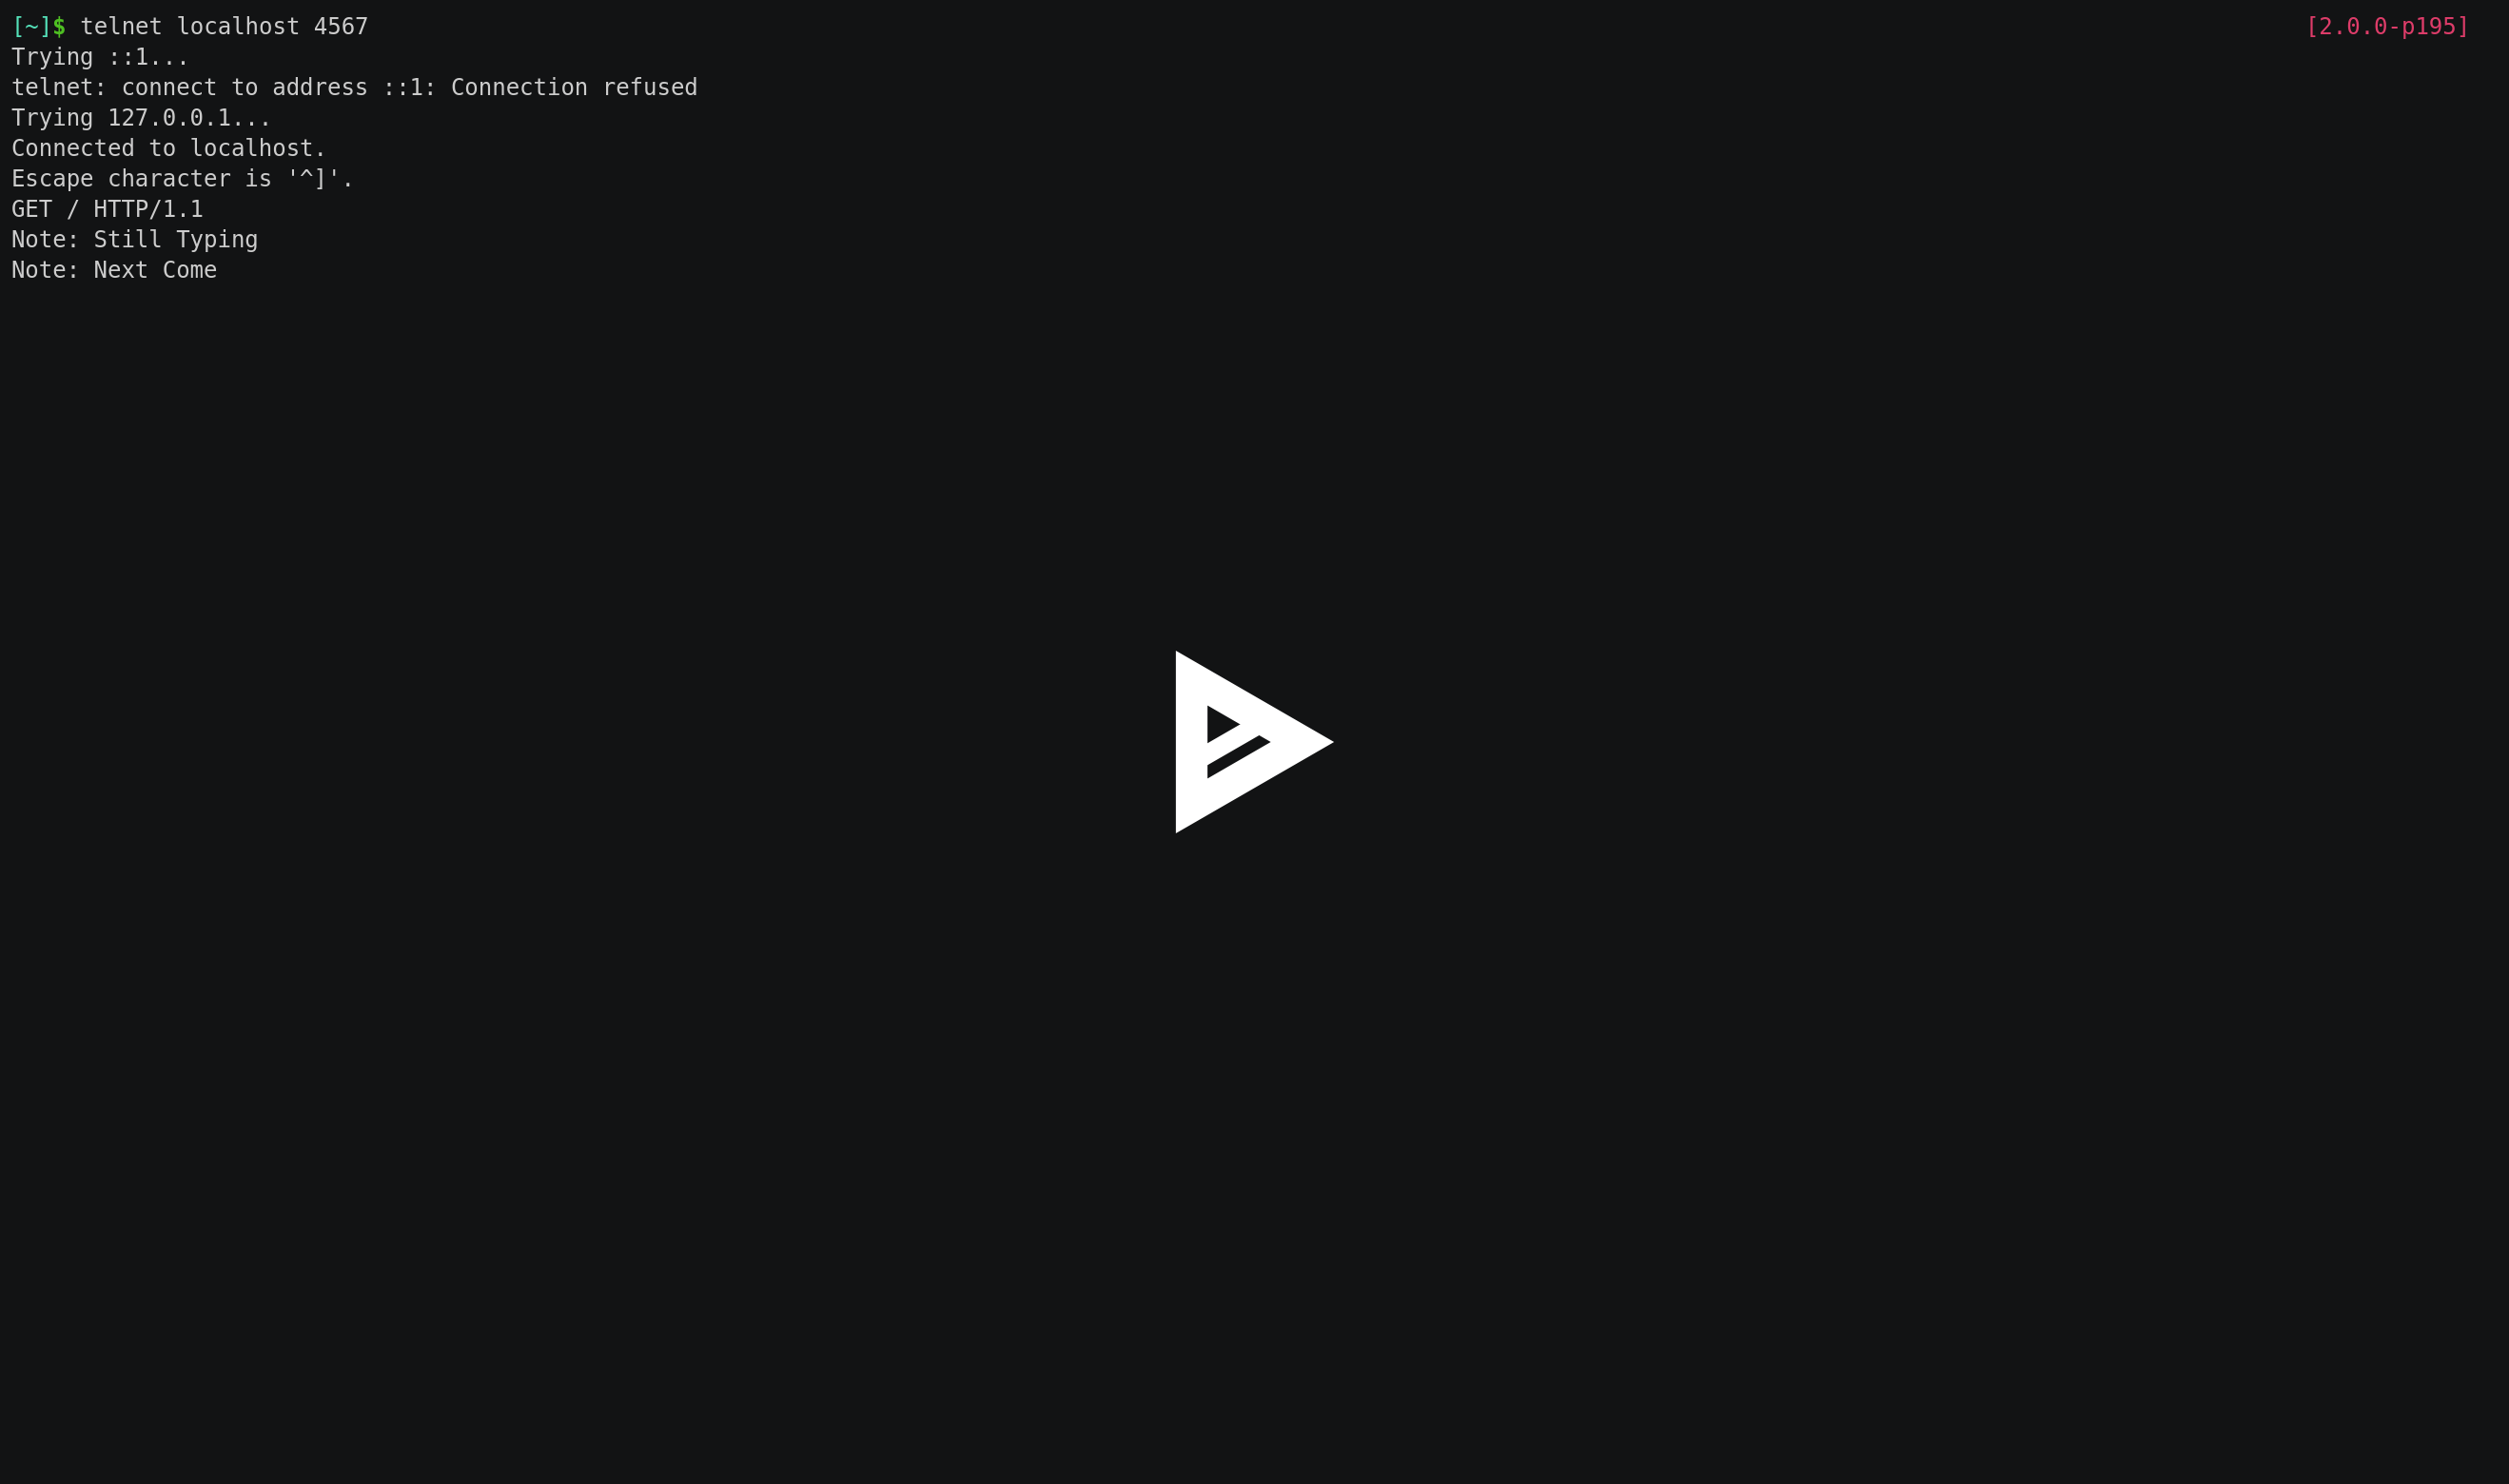 [~]$ telnet localhost 4567 [2.0.0-p195]
Trying ::1...
telnet: connect to address ::1: Connection refused
Trying 127.0.0.1...
Connected to localhost.
Escape character is '^]'.
GET / HTTP/1.1
Note: Still Typing
Note: Next Come